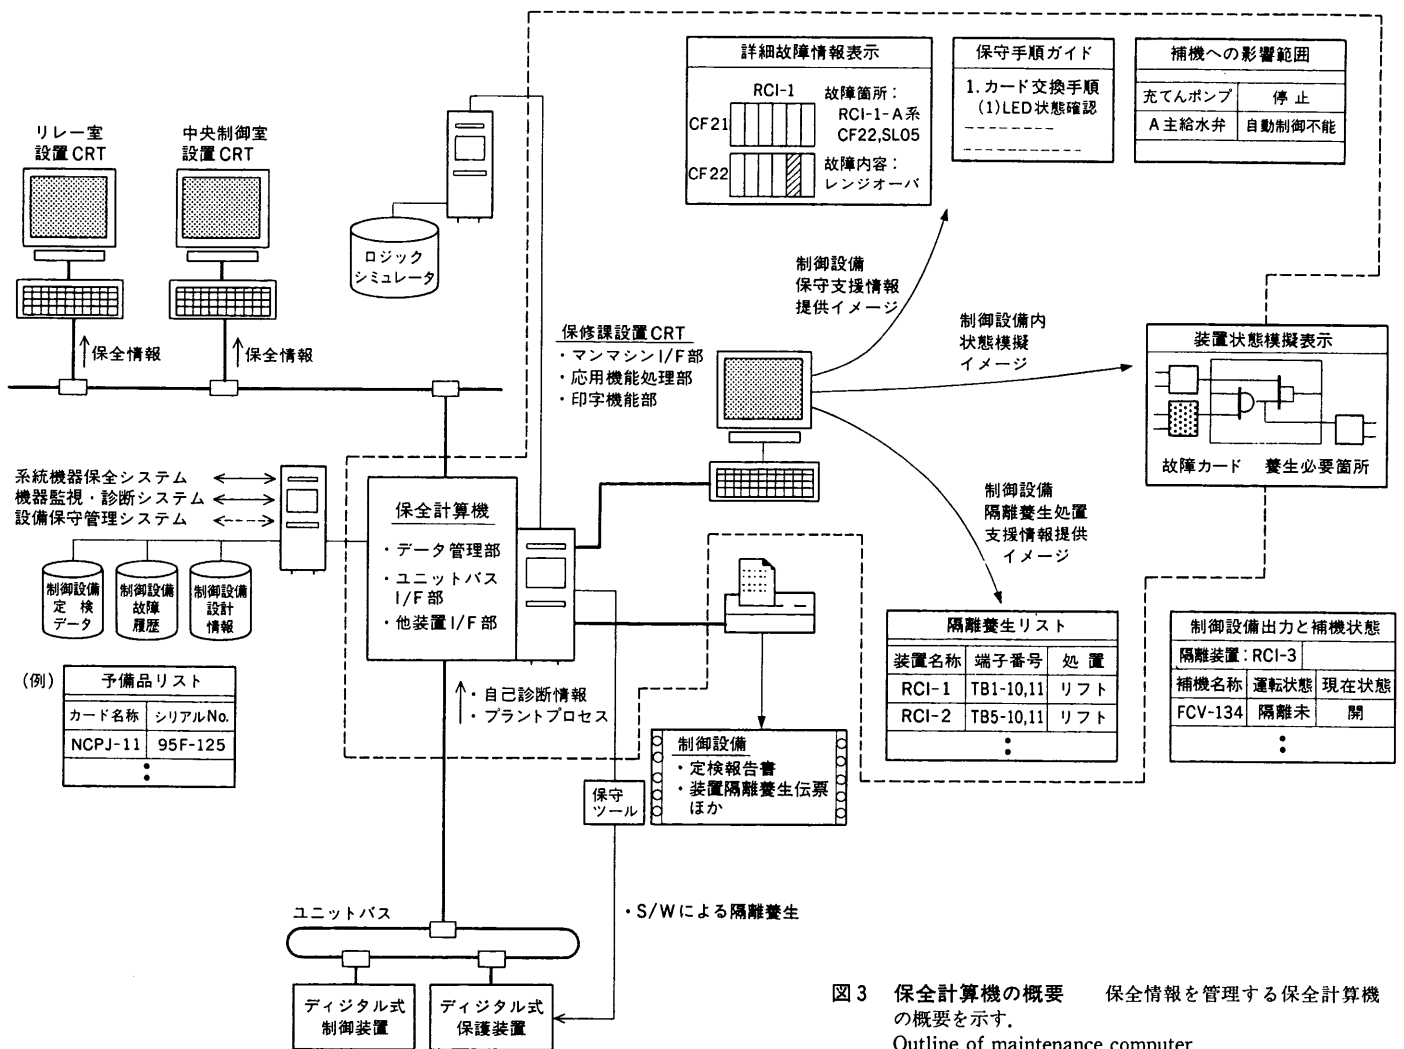 リレー室
設置CRT
中央制御室
設置CRT
ロジック
シミュレータ
↑保全情報
↑保全情報
詳細故障情報表示
RCI-1
CF21
CF22
故障箇所:
RCI-1-A系
CF22,SL05
故障内容:
レンジオーバ
保守手順ガイド
1.カード交換手順
(1)LED状態確認
補機への影響範囲
充てんポンプ 停止
A主給水弁 自動制御不能
制御設備
保守支援情報
提供イメージ
制御設備内
状態模擬
イメージ
保修課設置CRT
・マンマシンI/F部
・応用機能処理部
・印字機能部
装置状態模擬表示
故障カード 養生必要箇所
制御設備
隔離養生処置
支援情報提供
イメージ
系統機器保全システム
機器監視・診断システム
設備保守管理システム
制御設備
定検
データ
制御設備
故障
履歴
制御設備
設計
情報
保全計算機
・データ管理部
・ユニットバス
I/F部
・他装置I/F部
(例)
予備品リスト
カード名称 シリアルNo.
NCPJ-11 95F-125
↑・自己診断情報
・プラントプロセス
隔離養生リスト
装置名称 端子番号 処置
RCI-1 TB1-10,11 リフト
RCI-2 TB5-10,11 リフト
制御設備出力と補機状態
隔離装置:RCI-3
補機名称 運転状態 現在状態
FCV-134 隔離未 開
制御設備
・定検報告書
・装置隔離養生伝票
ほか
保守
ツール
・S/Wによる隔離養生
ユニットバス
ディジタル式
制御装置
ディジタル式
保護装置
図3 保全計算機の概要 保全情報を管理する保全計算機
の概要を示す.
Outline of maintenance computer